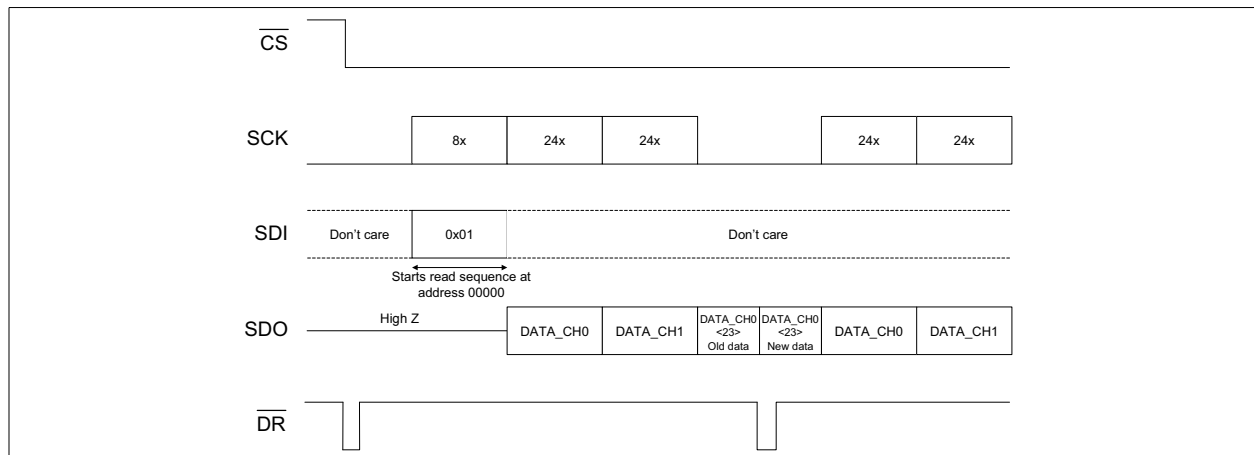 CS
SCK
8x
24x
24x
24x
24x
SDI
Don't care
0x01
Don't care
Starts read sequence at
address 00000
SDO
High Z
DATA_CH0
DATA_CH1
DATA_CH0
<23>
Old data
DATA_CH0
<23>
New data
DATA_CH0
DATA_CH1
DR